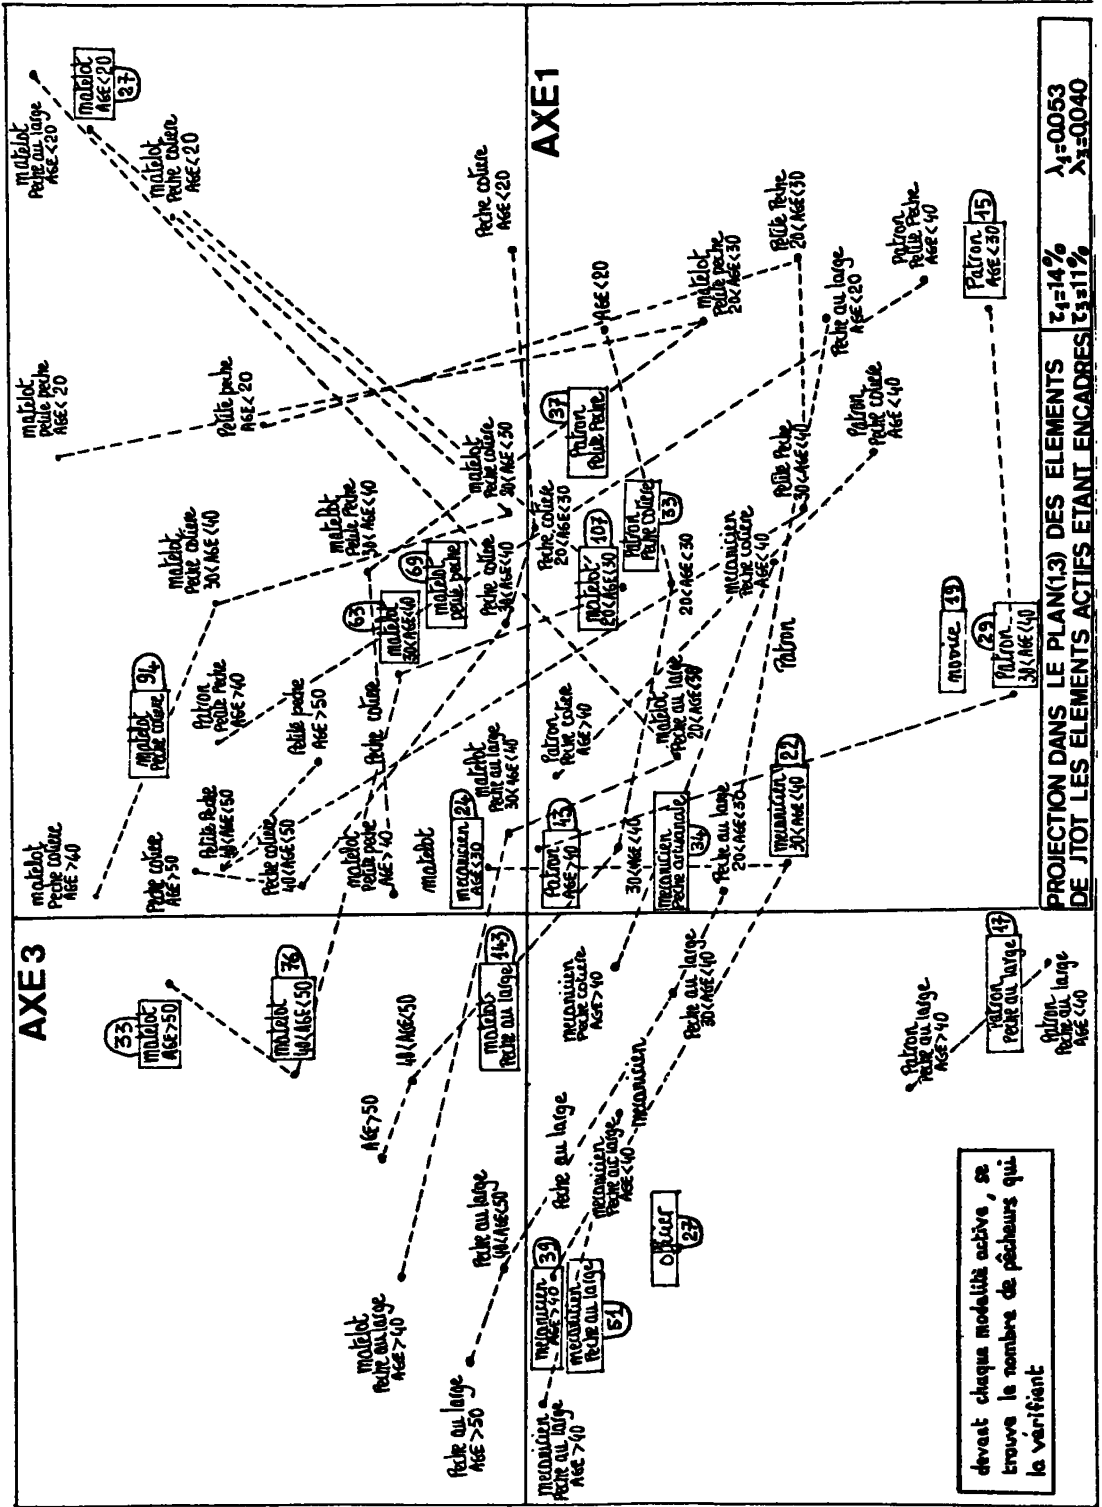 AXE 3
matelot
Peche cotiere
AGE>40
Peche cotiere
AGE>50
Petite Peche
40<AGE<50
Peche cotiere
40<AGE<50
matelot
Petite peche
AGE>40
matelot
mecanicien 24
AGE<30
matelot
Peche cotiere 94
Patron
Petite Peche
AGE>40
Petite peche
AGE>50
Peche cotiere
matelot
Peche au large
30<AGE<40
matelot
Peche cotiere
30<AGE<40
matelot
Petite Peche
30<AGE<40
63
matelot
30<AGE<40
69
matelot
petite peche
Peche cotiere
30<AGE<40
matelot
petite peche
AGE<20
Petite peche
AGE<20
matelot
Peche cotiere
20<AGE<30
matelot
Peche au large
AGE<20
matelot
AGE<20
27
matelot
Peche cotiere
AGE<20
Peche cotiere
AGE<20
33
matelot
AGE>50
matelot 76
40<AGE<50
AGE>50
40<AGE<50
matelot 143
Peche au large
matelot
Peche au large
AGE>40
Peche au large
40<AGE<50
Peche au large
AGE>50
AXE1
mecanicien 39
AGE>40
mecanicien
Peche au large
51
mecanicien
Peche au large
AGE>40
Peche au large
mecanicien
Peche au large
AGE<40
officier
27
mecanicien
mecanicien
Peche cotiere
AGE>40
Peche au large
30<AGE<40
Patron
Peche au large
AGE>40
Patron 17
Peche au large
Patron
Peche au large
AGE<40
Patron 43
AGE>40
Patron
Peche cotiere
AGE>40
30<AGE<40
mecanicien
Peche artisanale
34
Peche au large
20<AGE<30
mecanicien 22
30<AGE<40
matelot
Peche au large
20<AGE<30
Patron
Peche cotiere
20<AGE<30
37
Patron
Petite Peche
matelot 107
20<AGE<30
Patron
Peche cotiere
33
20<AGE<30
mecanicien
Peche cotiere
AGE<40
Petite Peche
30<AGE<40
AGE<20
matelot
Petite peche
20<AGE<30
Petite Peche
20<AGE<30
Peche au large
AGE<20
Patron
Peche cotiere
AGE<40
Patron
Petite Peche
AGE<40
Patron 15
AGE<30
novice 19
29
Patron
30<AGE<40
devant chaque modalité active, se
trouve le nombre de pêcheurs qui
la vérifient
PROJECTION DANS LE PLAN(1,3) DES ELEMENTS
DE JTOT LES ELEMENTS ACTIFS ETANT ENCADRES
τ1=14% λ1=0.053
τ3=11% λ3=0.040